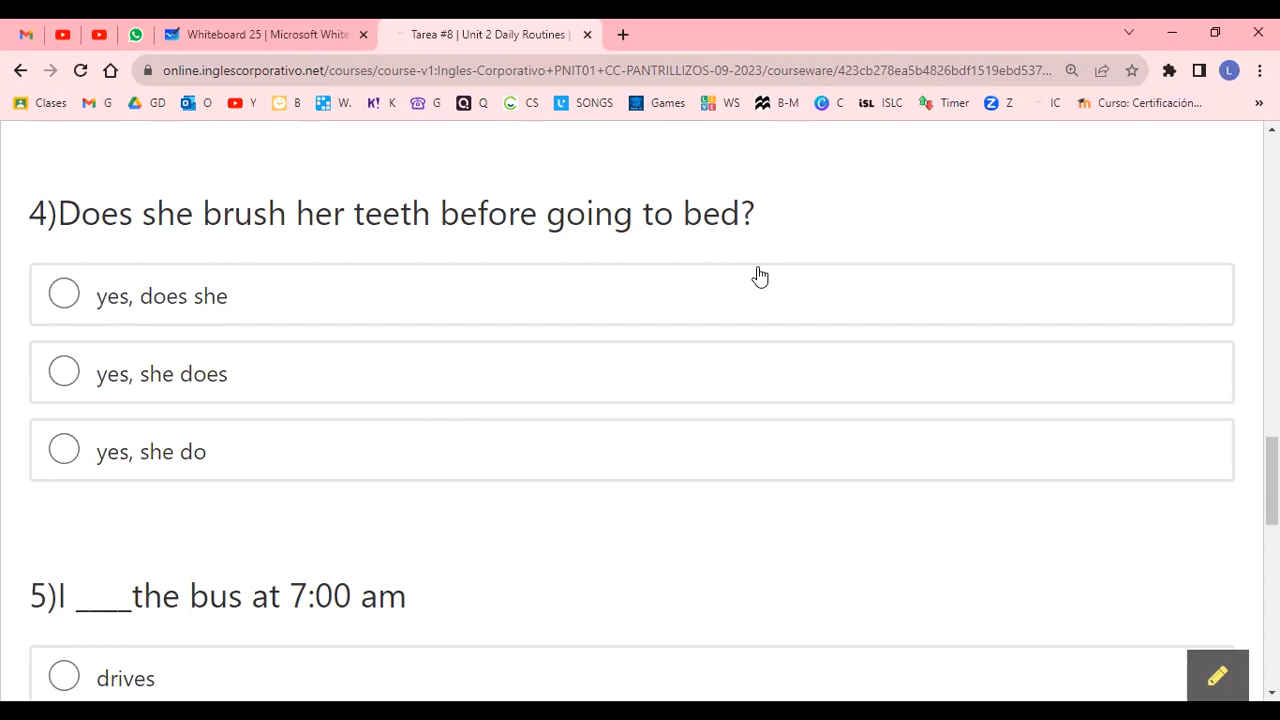 Whiteboard 25 | Microsoft White
Tarea #8 | Unit 2 Daily Routines |
online.inglescorporativo.net/courses/course-v1:Ingles-Corporativo+PNIT01+CC-PANTRILLIZOS-09-2023/courseware/423cb278ea5b4826bdf1519ebd537...
L
Clases M G GD O Y B W. K! K G Q CS SONGS Games WS B-M C ISL ISLC Timer Z Z IC Curso: Certificación... »
4)Does she brush her teeth before going to bed?
yes, does she
yes, she does
yes, she do
5)I ____the bus at 7:00 am
drives